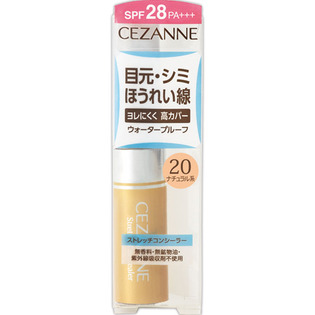 SPF28PA+++
CEZANNE
目元・シミ
ほうれい線
ヨレにくく 高カバー
ウォータープルーフ
20
ナチュラル系
CEZANNE
ストレッチコンシーラー
無香料・無鉱物油・
紫外線吸収剤不使用